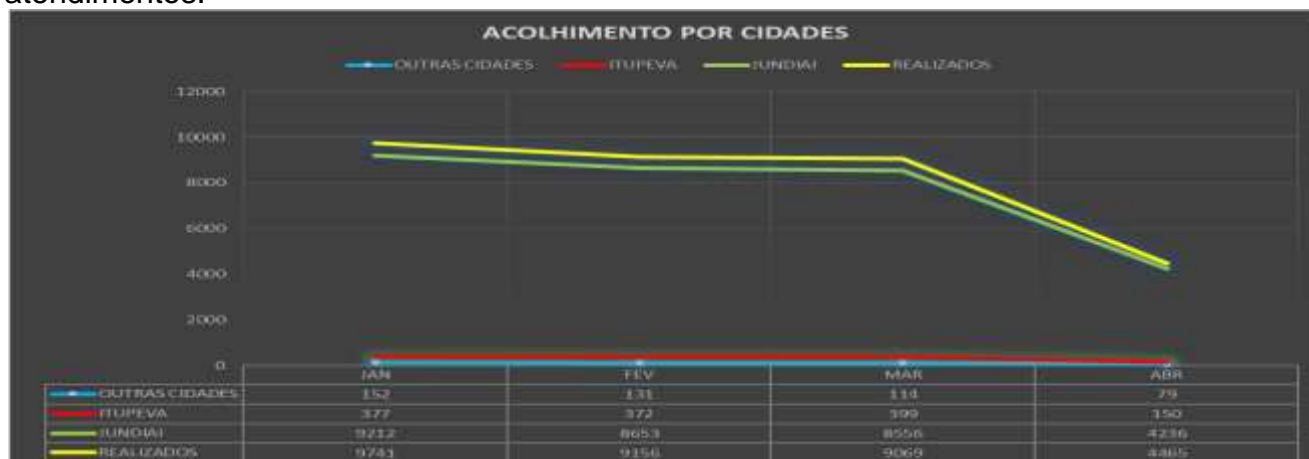 atendimentos.
ACOLHIMENTO POR CIDADES
OUTRAS CIDADES ITUPEVA JUNDIAI REALIZADOS
12000
10000
8000
6000
4000
2000
0
JAN FEV MAR ABR
OUTRAS CIDADES 152 131 114 79
ITUPEVA 377 372 399 150
JUNDIAI 9212 8653 8556 4236
REALIZADOS 9741 9156 9069 4465